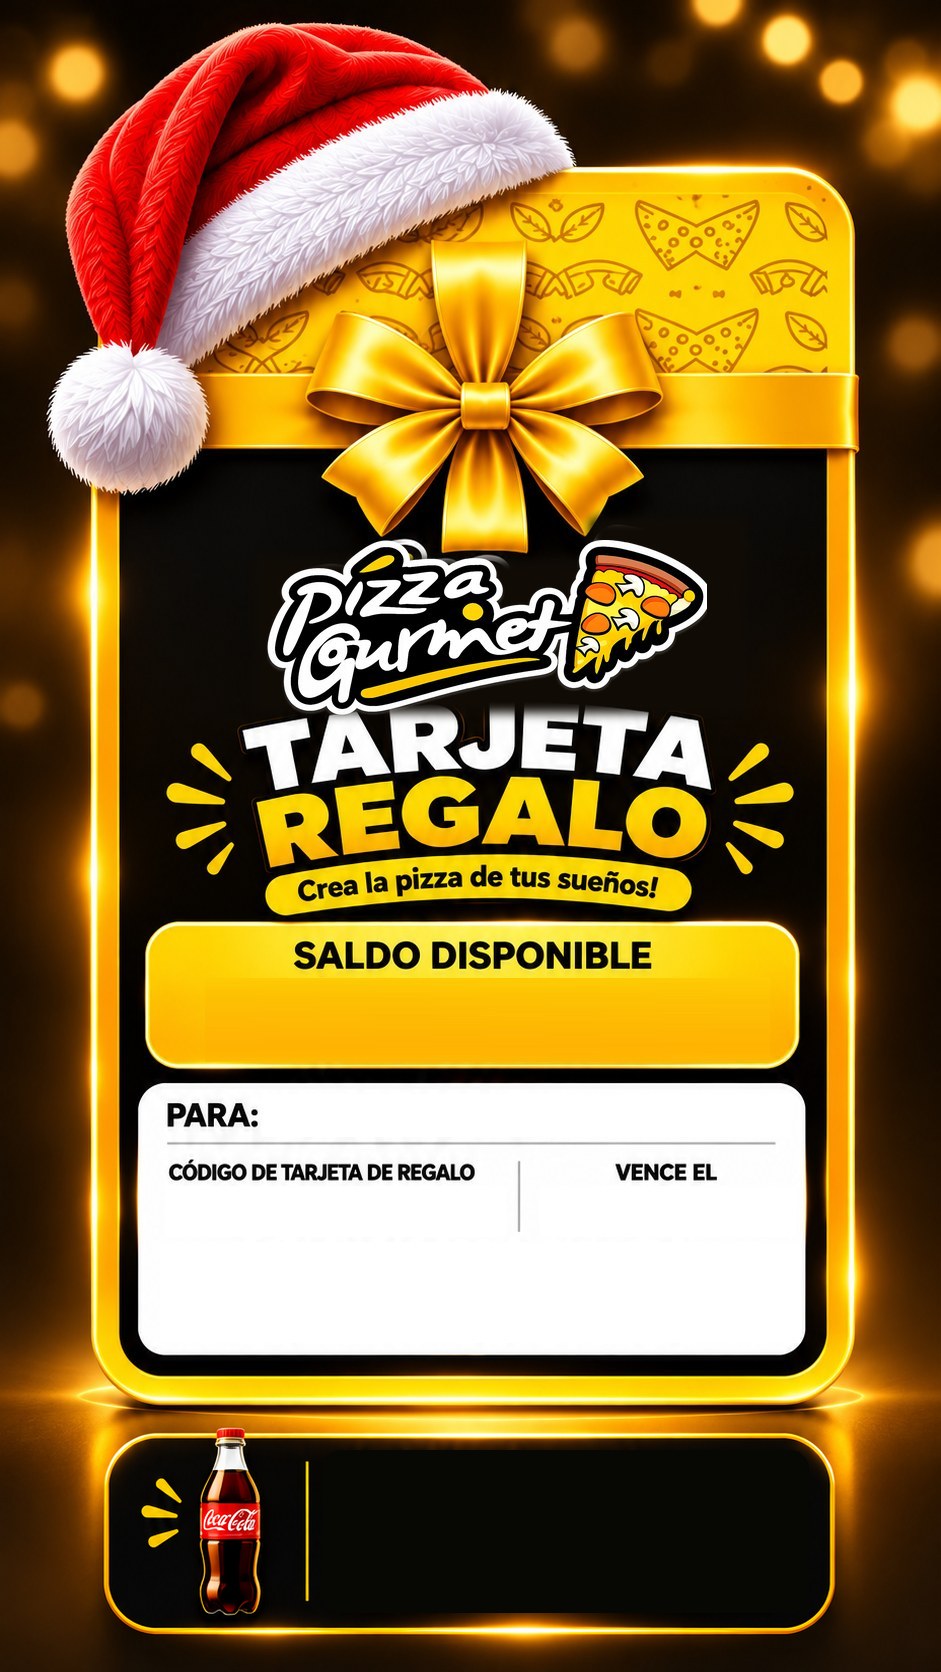 Pizza
Gurmet
TARJETA
REGALO
Crea la pizza de tus sueños!
SALDO DISPONIBLE
PARA:
CÓDIGO DE TARJETA DE REGALO
VENCE EL
Coca-Cola